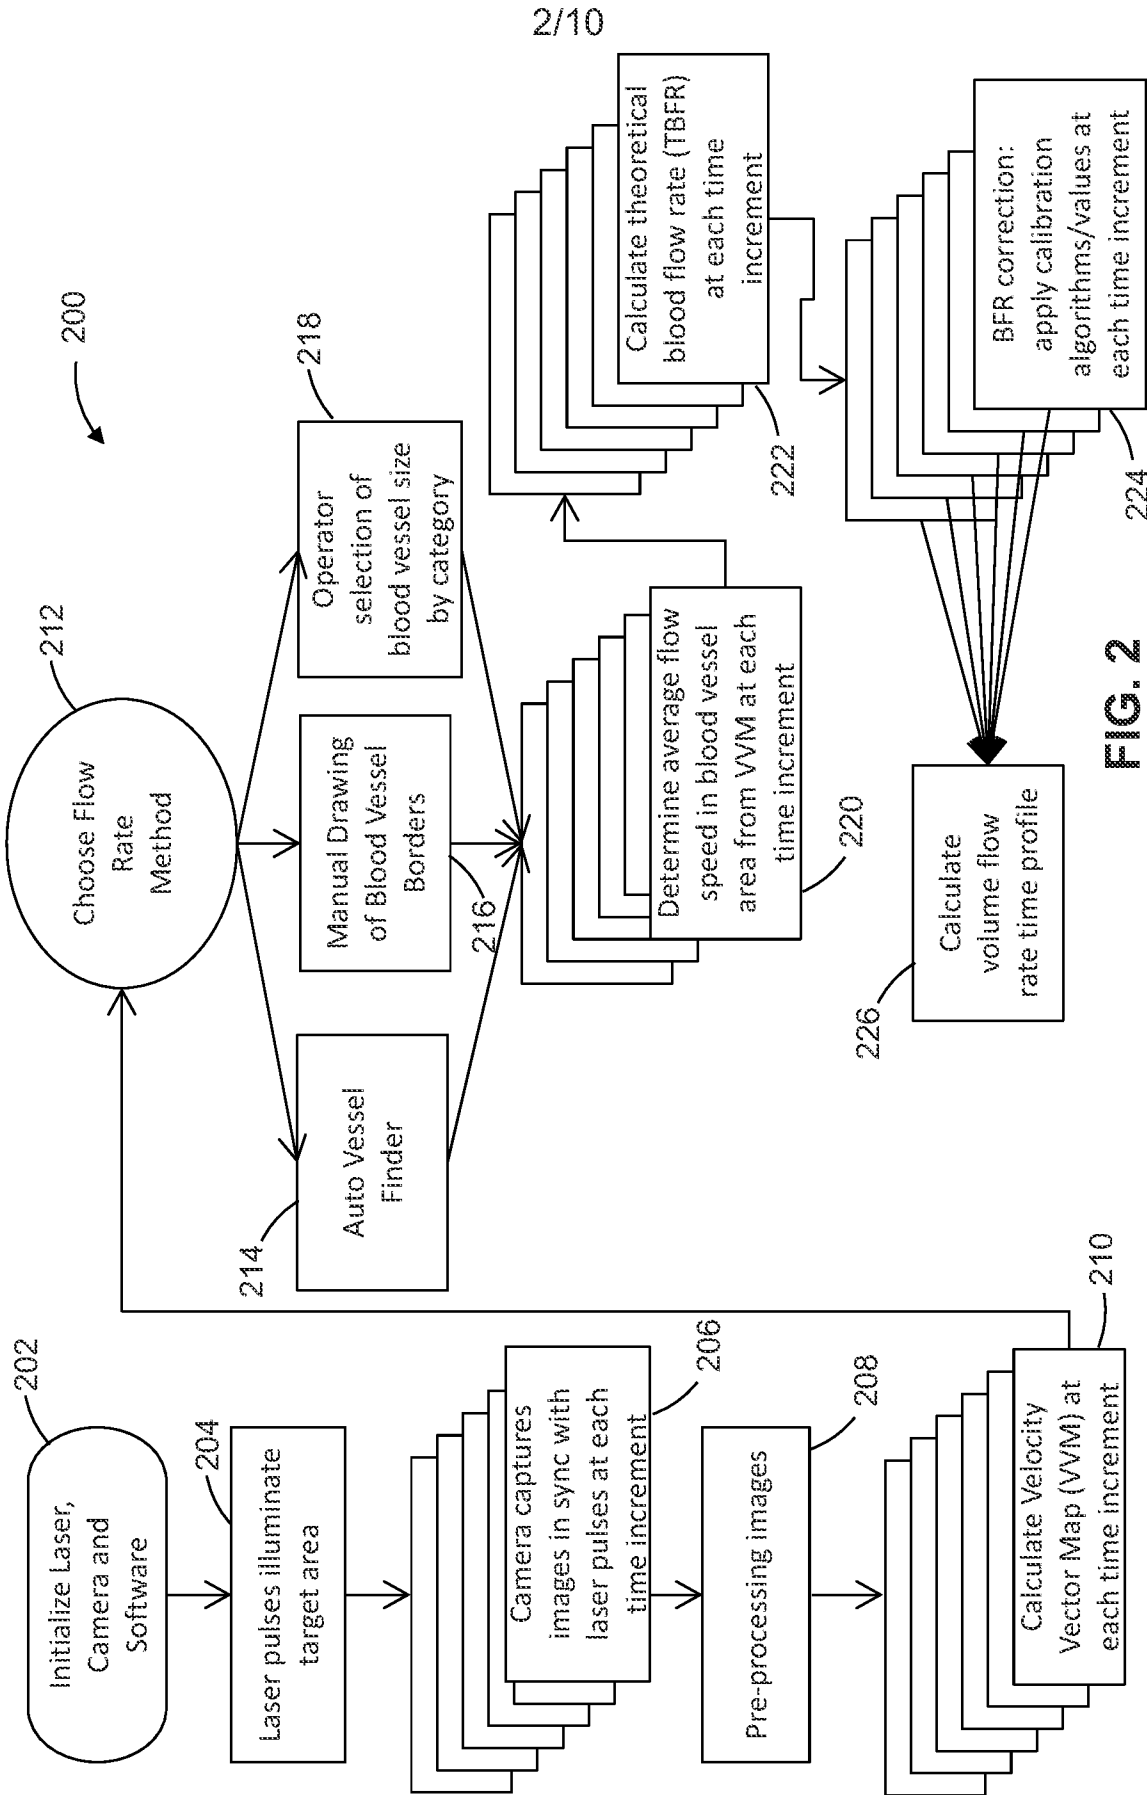 2/10
200
202
Initialize Laser,
Camera and
Software
204
Laser pulses illuminate
target area
Camera captures
images in sync with
laser pulses at each
time increment
206
Pre-processing images
208
Calculate Velocity
Vector Map (VVM) at
each time increment
210
Choose Flow
Rate
Method
212
214
Auto Vessel
Finder
Manual Drawing
of Blood Vessel
Borders
216
Operator
selection of
blood vessel size
by category
218
Determine average flow
speed in blood vessel
area from VVM at each
time increment
220
Calculate theoretical
blood flow rate (TBFR)
at each time
increment
222
BFR correction:
apply calibration
algorithms/values at
each time increment
224
226
Calculate
volume flow
rate time profile
FIG. 2